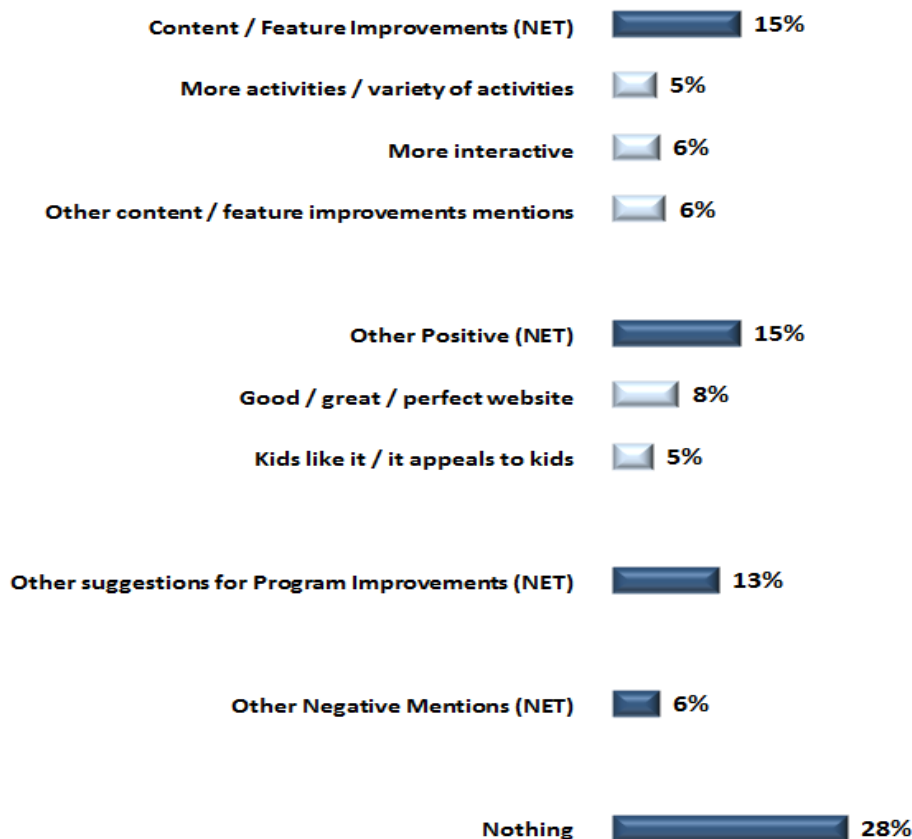 Content / Feature Improvements (NET) 15%
More activities / variety of activities 5%
More interactive 6%
Other content / feature improvements mentions 6%
Other Positive (NET) 15%
Good / great / perfect website 8%
Kids like it / it appeals to kids 5%
Other suggestions for Program Improvements (NET) 13%
Other Negative Mentions (NET) 6%
Nothing 28%